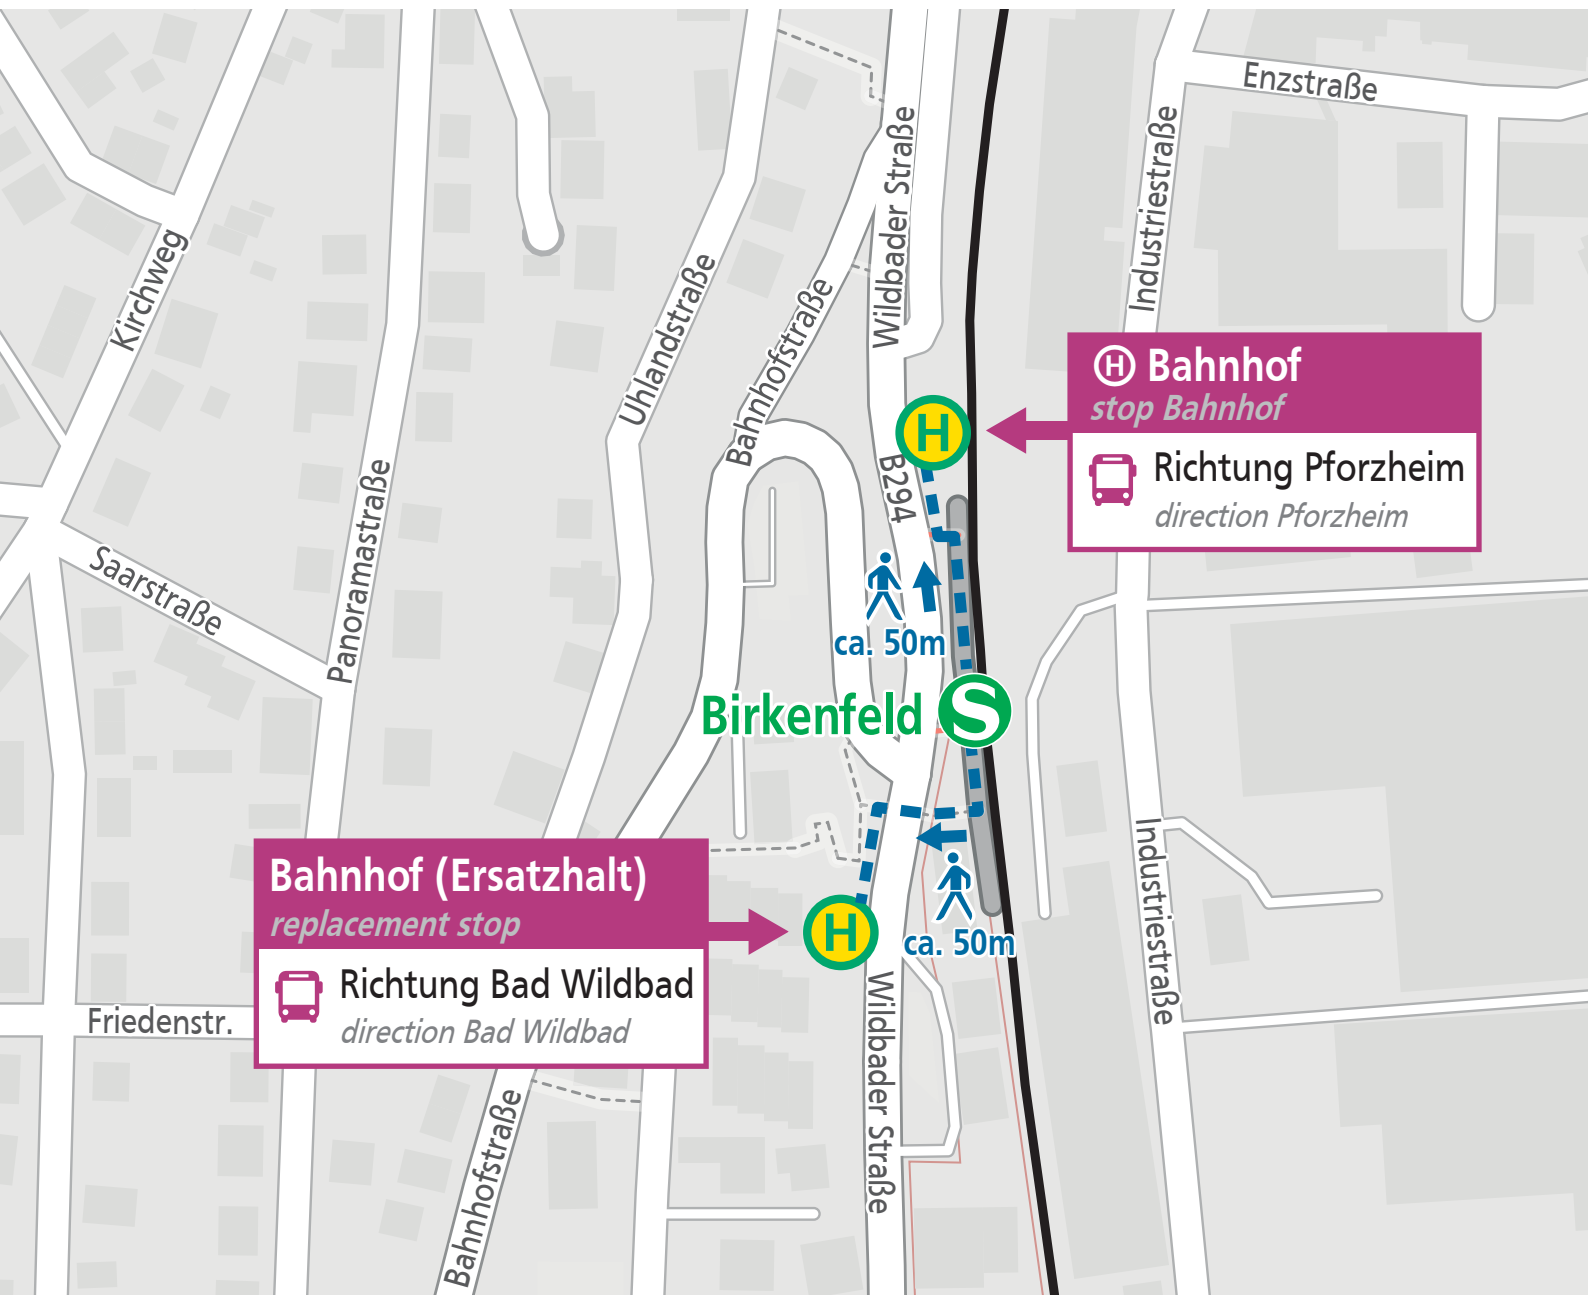 Enzstraße
Industriestraße
Wildbader Straße
Kirchweg
Uhlandstraße
Bahnhofstraße
H Bahnhof
stop Bahnhof
Richtung Pforzheim
direction Pforzheim
H
B294
Panoramastraße
Saarstraße
ca. 50m
Birkenfeld S
Industriestraße
Bahnhof (Ersatzhalt)
replacement stop
Richtung Bad Wildbad
direction Bad Wildbad
H
ca. 50m
Friedenstr.
Wildbader Straße
Bahnhofstraße